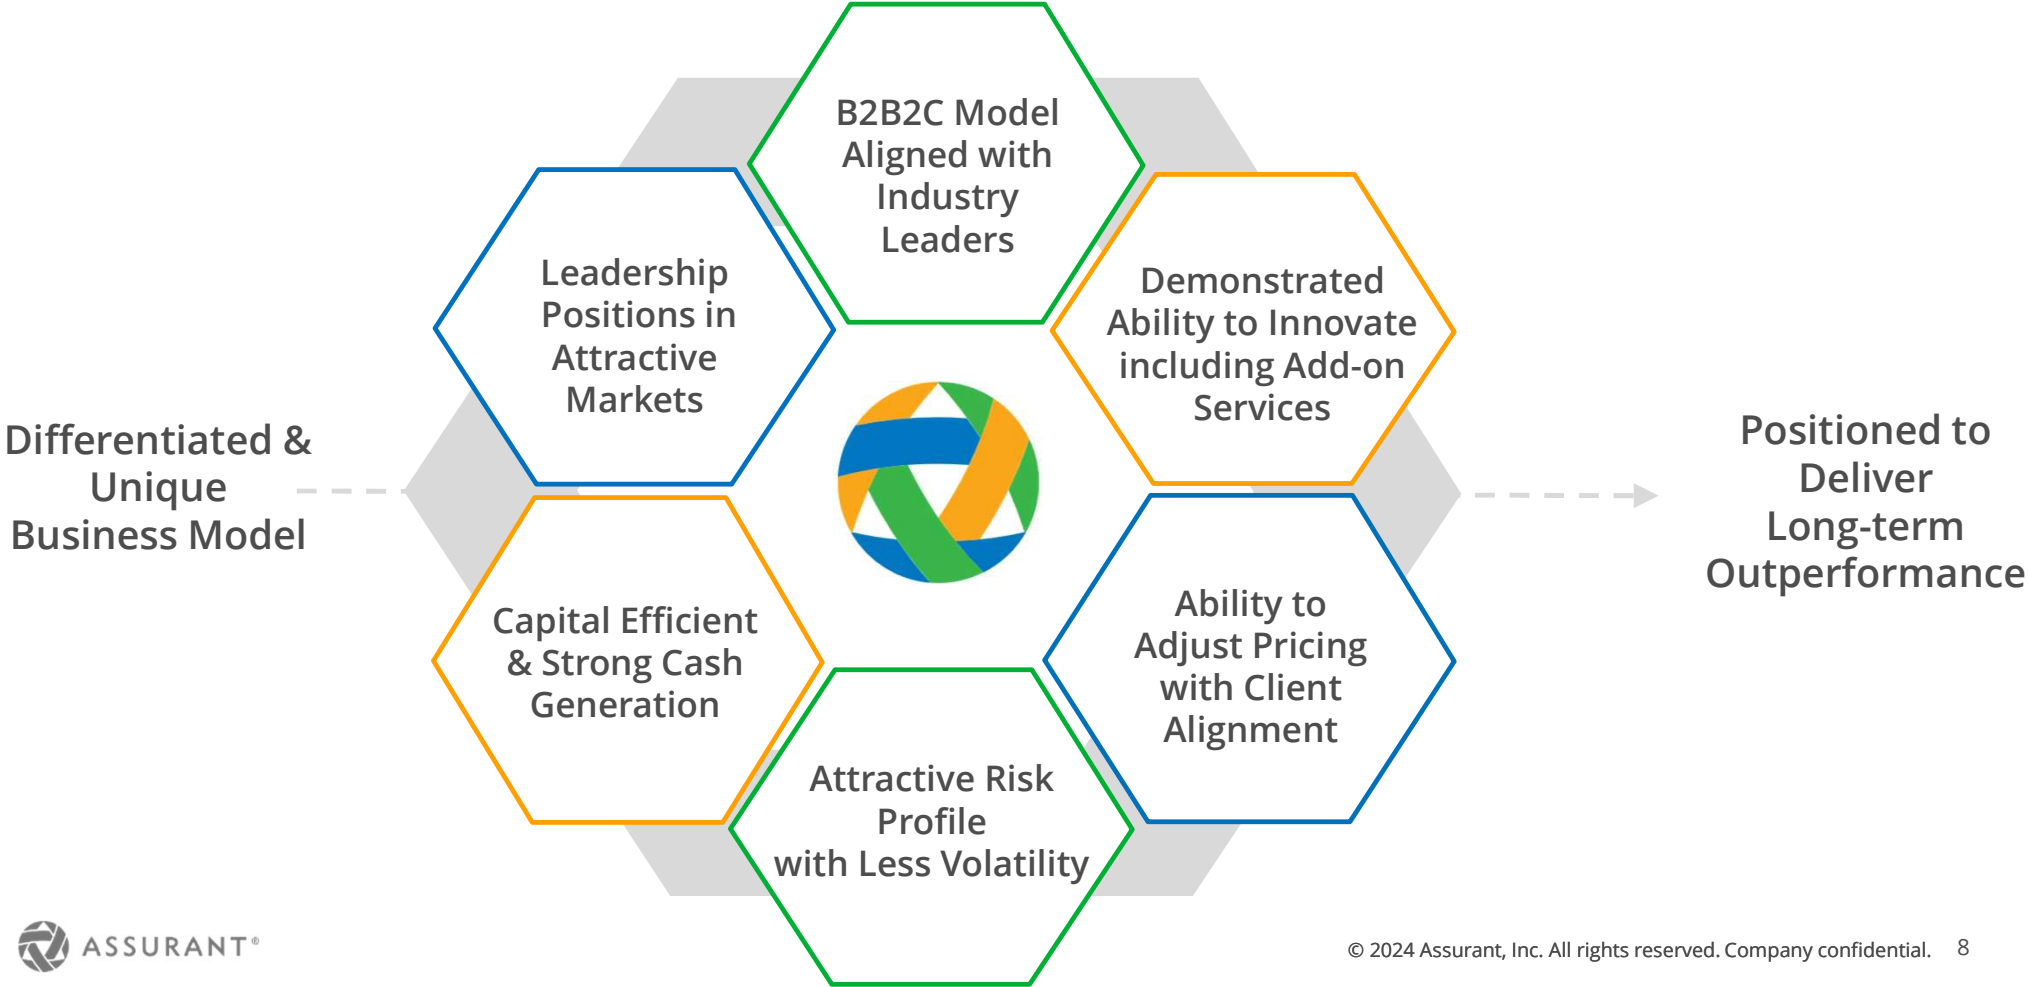 B2B2C Model
Aligned with
Industry
Leaders
Leadership
Positions in
Attractive
Markets
Demonstrated
Ability to Innovate
including Add-on
Services
Differentiated &
Unique
Business Model
Positioned to
Deliver
Long-term
Outperformance
Capital Efficient
& Strong Cash
Generation
Ability to
Adjust Pricing
with Client
Alignment
Attractive Risk
Profile
with Less Volatility
ASSURANT®
© 2024 Assurant, Inc. All rights reserved. Company confidential. 8